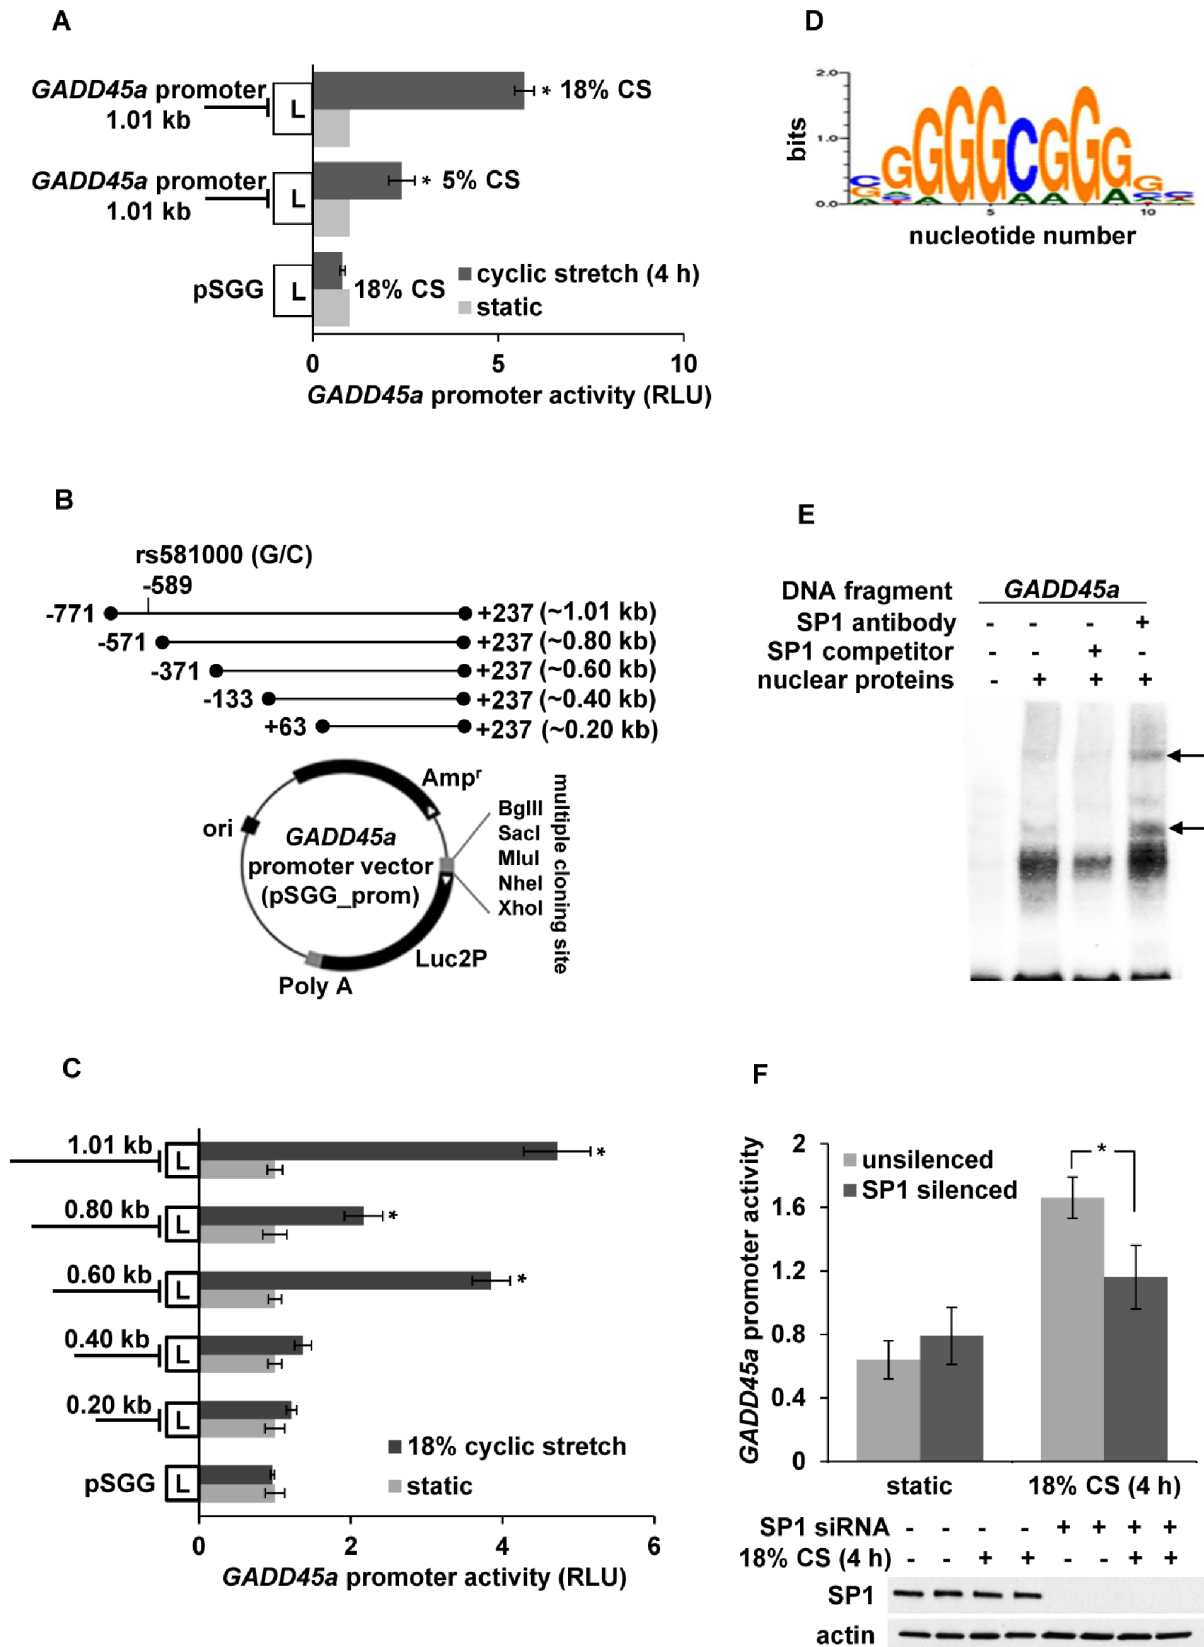 A
GADD45a promoter
1.01 kb
L
* 18% CS
GADD45a promoter
1.01 kb
L
* 5% CS
pSGG
L
18% CS
cyclic stretch (4 h)
static
0 5 10
GADD45a promoter activity (RLU)
B
rs581000 (G/C)
-589
-771 +237 (~1.01 kb)
-571 +237 (~0.80 kb)
-371 +237 (~0.60 kb)
-133 +237 (~0.40 kb)
+63 +237 (~0.20 kb)
Ampr
ori
GADD45a
promoter vector
(pSGG_prom)
BglII
SacI
MluI
NheI
XhoI
multiple cloning site
Luc2P
Poly A
C
1.01 kb L *
0.80 kb L *
0.60 kb L *
0.40 kb L
0.20 kb L
pSGG L
18% cyclic stretch
static
0 2 4 6
GADD45a promoter activity (RLU)
D
2.0
1.0
0.0
bits
GGGGCGGG
5 10
nucleotide number
E
DNA fragment GADD45a
SP1 antibody - - - +
SP1 competitor - - + -
nuclear proteins - + + +
F
GADD45a promoter activity
2
1.6
1.2
0.8
0.4
0
unsilenced
SP1 silenced
*
static 18% CS (4 h)
SP1 siRNA - - - - + + + +
18% CS (4 h) - - + + - - + +
SP1
actin